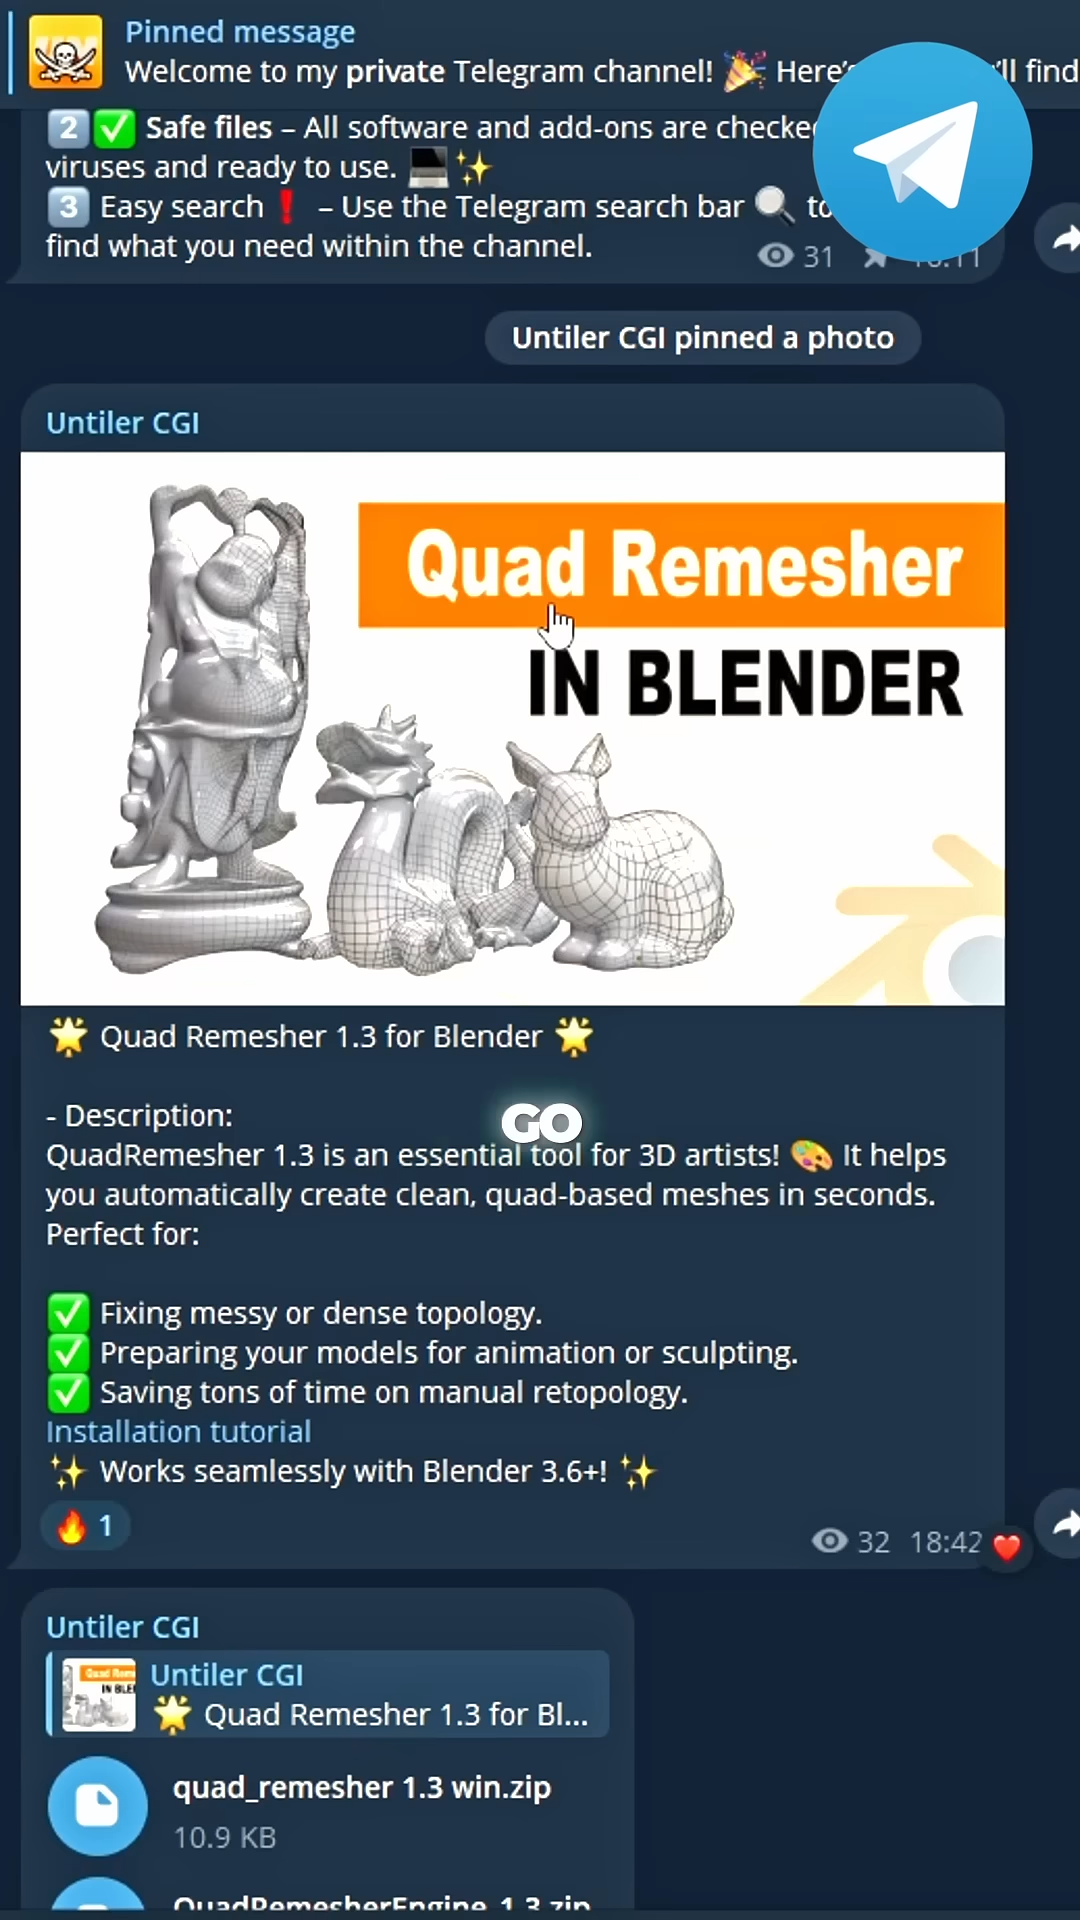 Pinned message
Welcome to my private Telegram channel! 🎉 Here's 'll find
2️⃣✅ Safe files – All software and add-ons are checked
viruses and ready to use. 💻✨
3️⃣ Easy search❗ – Use the Telegram search bar 🔍 to
find what you need within the channel.
31
Untiler CGI pinned a photo
Untiler CGI
Quad Remesher
IN BLENDER
🌟 Quad Remesher 1.3 for Blender 🌟
- Description:
GO
QuadRemesher 1.3 is an essential tool for 3D artists! 🎨 It helps
you automatically create clean, quad-based meshes in seconds.
Perfect for:
✅ Fixing messy or dense topology.
✅ Preparing your models for animation or sculpting.
✅ Saving tons of time on manual retopology.
Installation tutorial
✨ Works seamlessly with Blender 3.6+! ✨
🔥 1
32 18:42 ❤️
Untiler CGI
Untiler CGI
🌟 Quad Remesher 1.3 for Bl...
quad_remesher 1.3 win.zip
10.9 KB
QuadRemesherEngine_1.3.zip